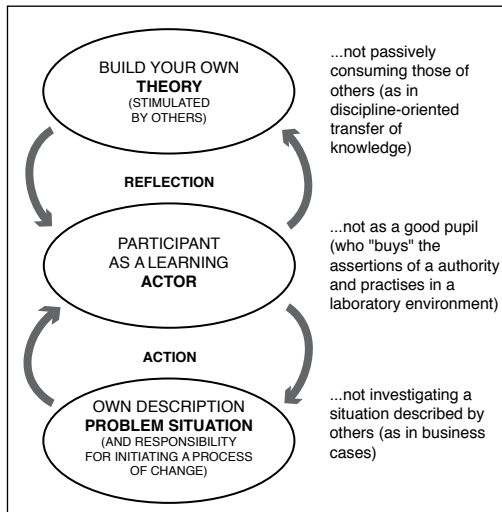 BUILD YOUR OWN
THEORY
(STIMULATED
BY OTHERS)
...not passively
consuming those of
others (as in
discipline-oriented
transfer of
knowledge)
REFLECTION
PARTICIPANT
AS A LEARNING
ACTOR
...not as a good pupil
(who "buys" the
assertions of a authority
and practises in a
laboratory environment)
ACTION
OWN DESCRIPTION
PROBLEM SITUATION
(AND RESPONSIBILITY
FOR INITIATING A PROCESS
OF CHANGE)
...not investigating a
situation described by
others (as in business
cases)